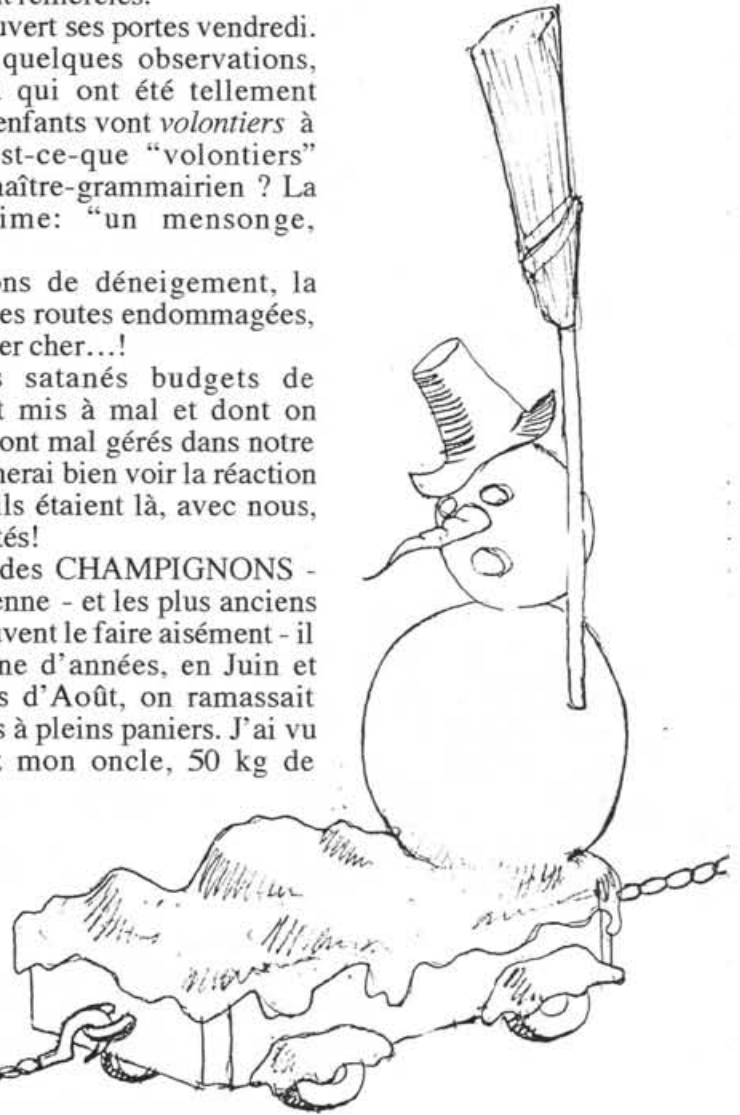 remerciés.
uvert ses portes vendredi.
quelques observations,
qui ont été tellement
enfants vont volontiers à
st-ce-que “volontiers”
naître-grammairien ? La
ime: “un mensonge,
ns de déneigement, la
es routes endommagées,
er cher...!
s satanés budgets de
t mis à mal et dont on
ont mal gérés dans notre
nerai bien voir la réaction
ils étaient là, avec nous,
tés!
des CHAMPIGNONS -
enne - et les plus anciens
uvent le faire aisément - il
ne d'années, en Juin et
s d'Août, on ramassait
s à pleins paniers. J'ai vu
z mon oncle, 50 kg de